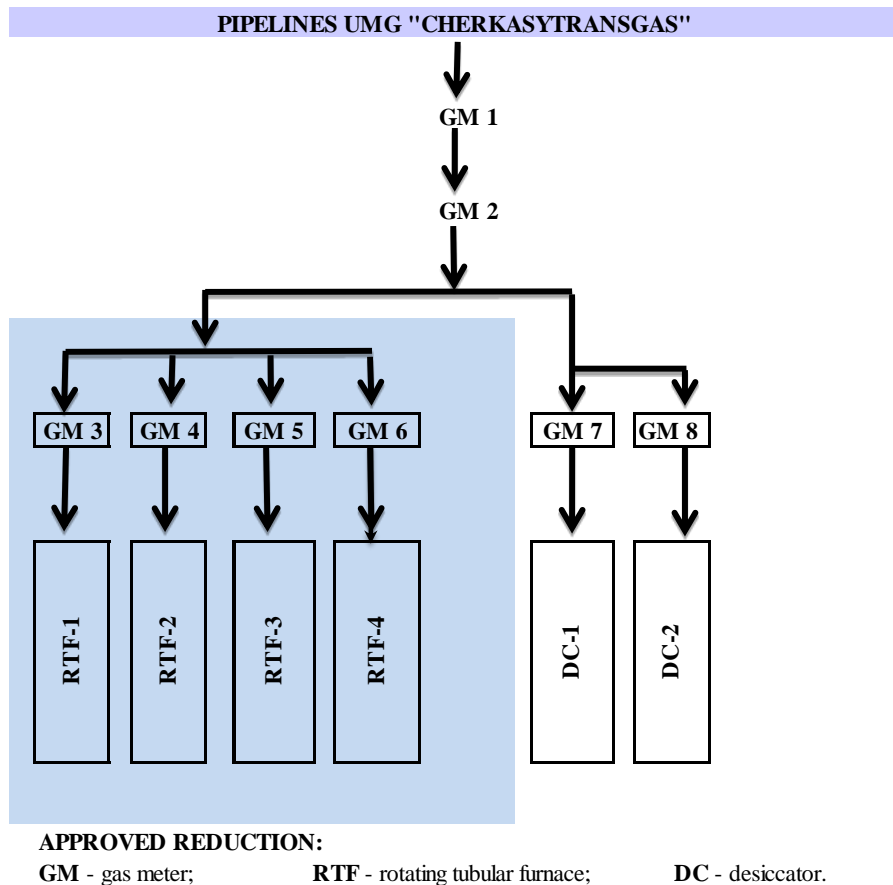 PIPELINES UMG "CHERKASYTRANSGAS"
GM 1
GM 2
GM 3 GM 4 GM 5 GM 6 GM 7 GM 8
RTF-1 RTF-2 RTF-3 RTF-4 DC-1 DC-2
APPROVED REDUCTION:
GM - gas meter; RTF - rotating tubular furnace; DC - desiccator.